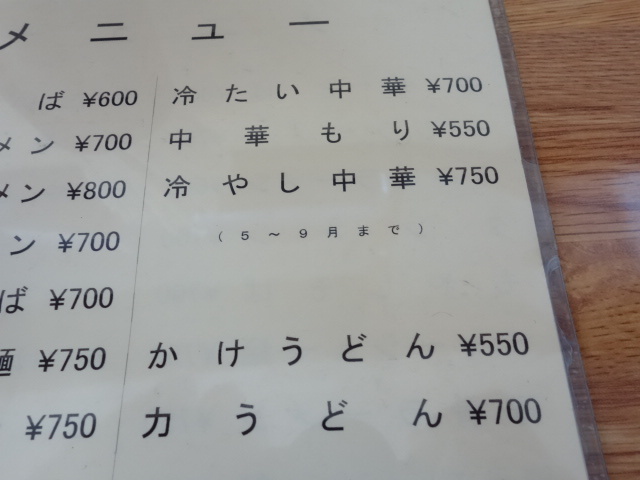 メニュー
ば ¥600
メン ¥700
メン ¥800
ン ¥700
ば ¥700
麺 ¥750
¥750
冷たい中華 ¥700
中華もり ¥550
冷やし中華 ¥750
(5～9月まで)
かけうどん ¥550
力うどん ¥700